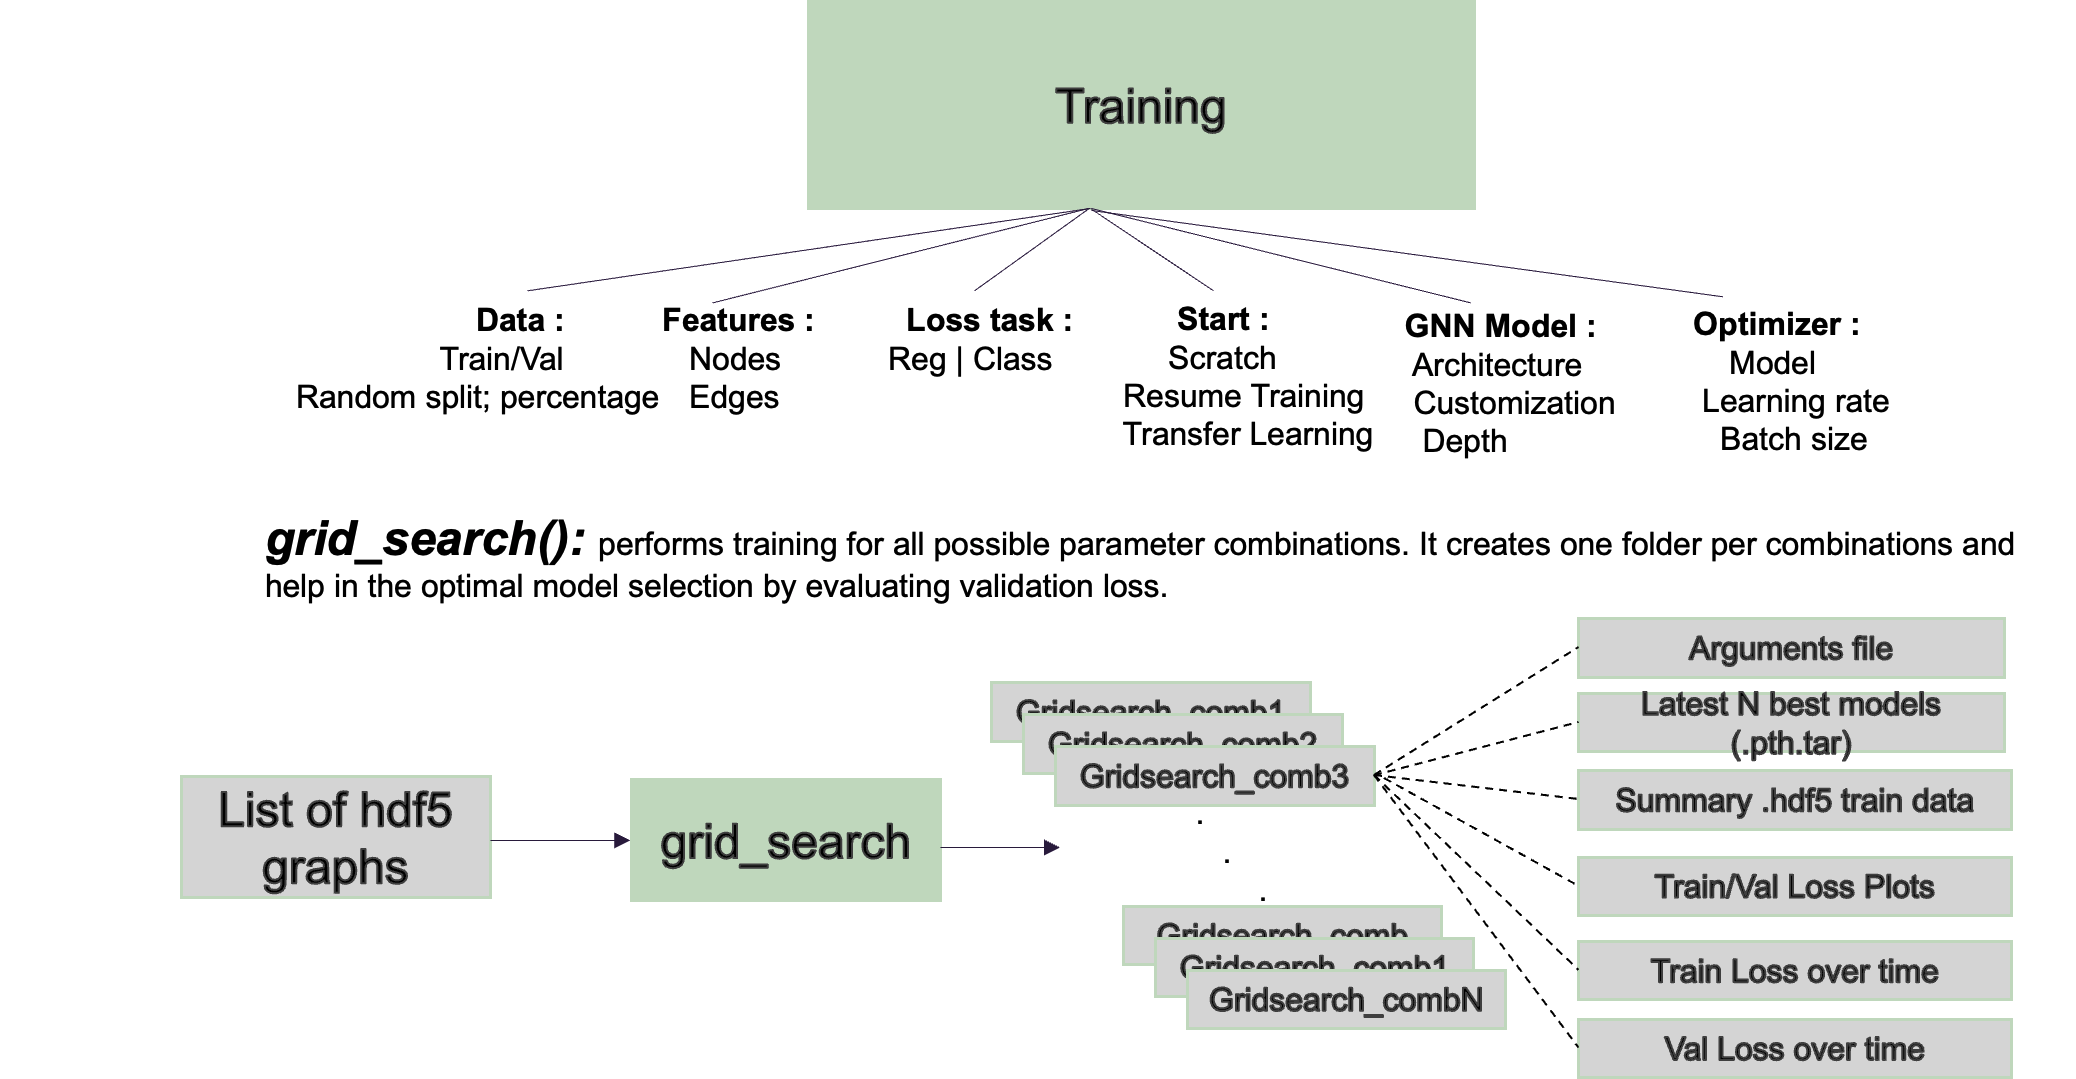 Training
Data :
Train/Val
Random split; percentage
Features :
Nodes
Edges
Loss task :
Reg | Class
Start :
Scratch
Resume Training
Transfer Learning
GNN Model :
Architecture
Customization
Depth
Optimizer :
Model
Learning rate
Batch size
grid_search(): performs training for all possible parameter combinations. It creates one folder per combinations and
help in the optimal model selection by evaluating validation loss.
List of hdf5
graphs
grid_search
Gridsearch_comb1
Gridsearch_comb2
Gridsearch_comb3
.
.
.
Gridsearch_comb
Gridsearch_comb1
Gridsearch_combN
Arguments file
Latest N best models
(.pth.tar)
Summary .hdf5 train data
Train/Val Loss Plots
Train Loss over time
Val Loss over time